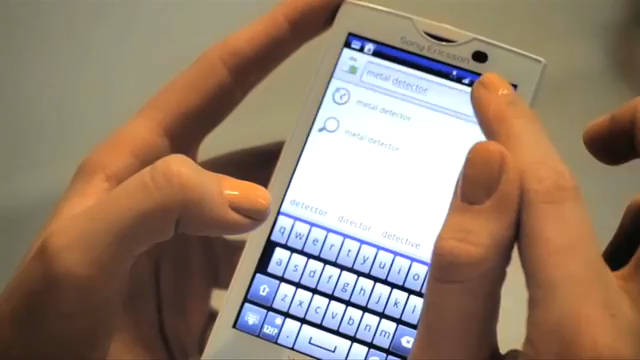 Sony Ericsson
metal detector
metal detector
metal detector
detector director defective
q w e r t y u i o
a s d f g h j k l
z x c v b n m
12!?